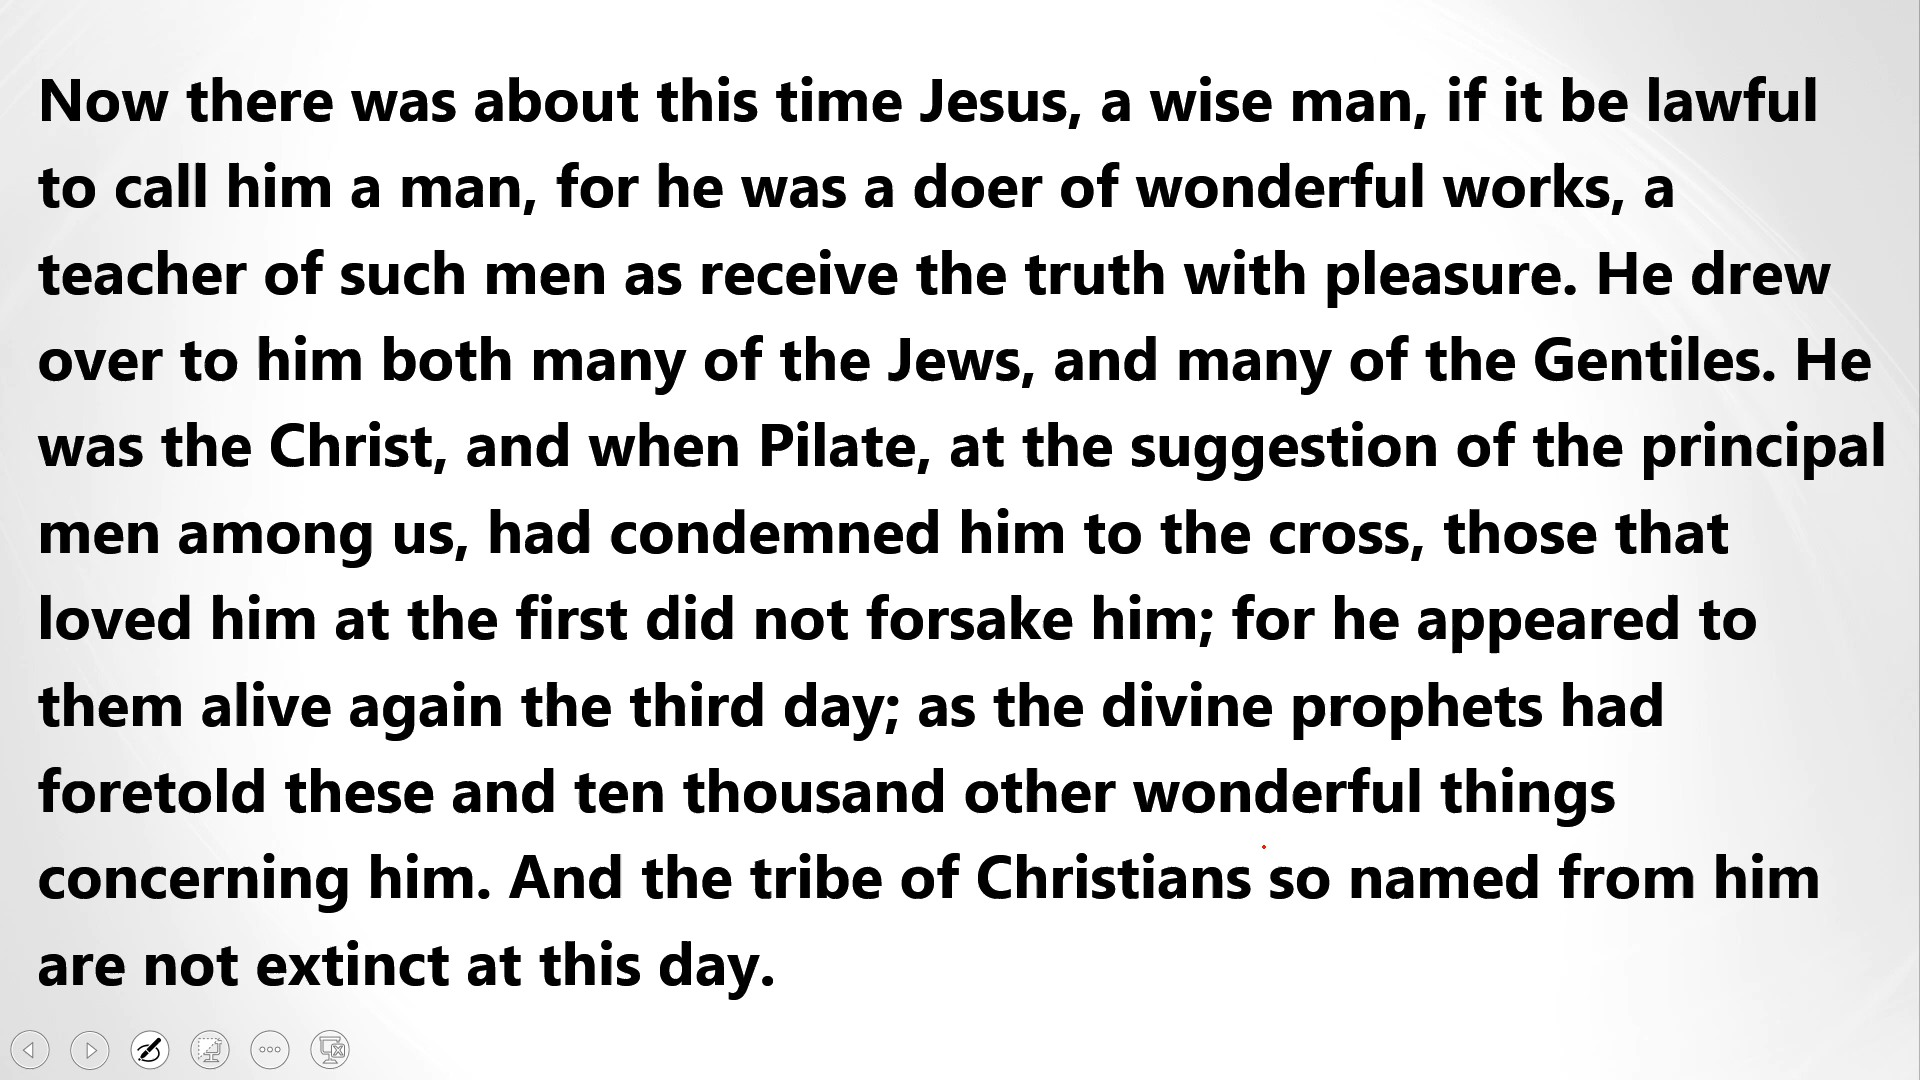 Now there was about this time Jesus, a wise man, if it be lawful
to call him a man, for he was a doer of wonderful works, a
teacher of such men as receive the truth with pleasure. He drew
over to him both many of the Jews, and many of the Gentiles. He
was the Christ, and when Pilate, at the suggestion of the principal
men among us, had condemned him to the cross, those that
loved him at the first did not forsake him; for he appeared to
them alive again the third day; as the divine prophets had
foretold these and ten thousand other wonderful things
concerning him. And the tribe of Christians so named from him
are not extinct at this day.